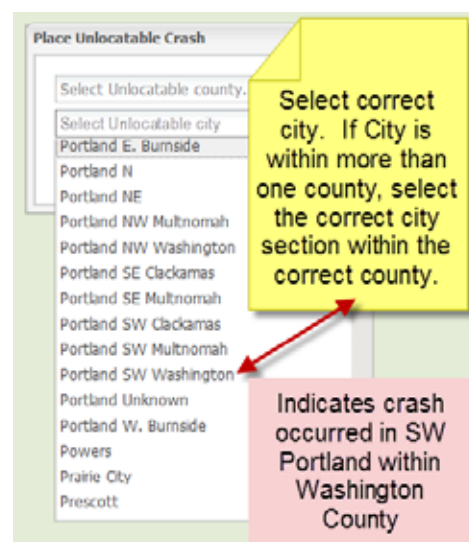 Place Unlocatable Crash
Select Unlocatable county.
Select Unlocatable city
Portland E. Burnside
Portland N
Portland NE
Portland NW Multnomah
Portland NW Washington
Portland SE Clackamas
Portland SE Multnomah
Portland SW Clackamas
Portland SW Multnomah
Portland SW Washington
Portland Unknown
Portland W. Burnside
Powers
Prairie City
Prescott
Select correct
city. If City is
within more than
one county, select
the correct city
section within the
correct county.
Indicates crash
occurred in SW
Portland within
Washington
County